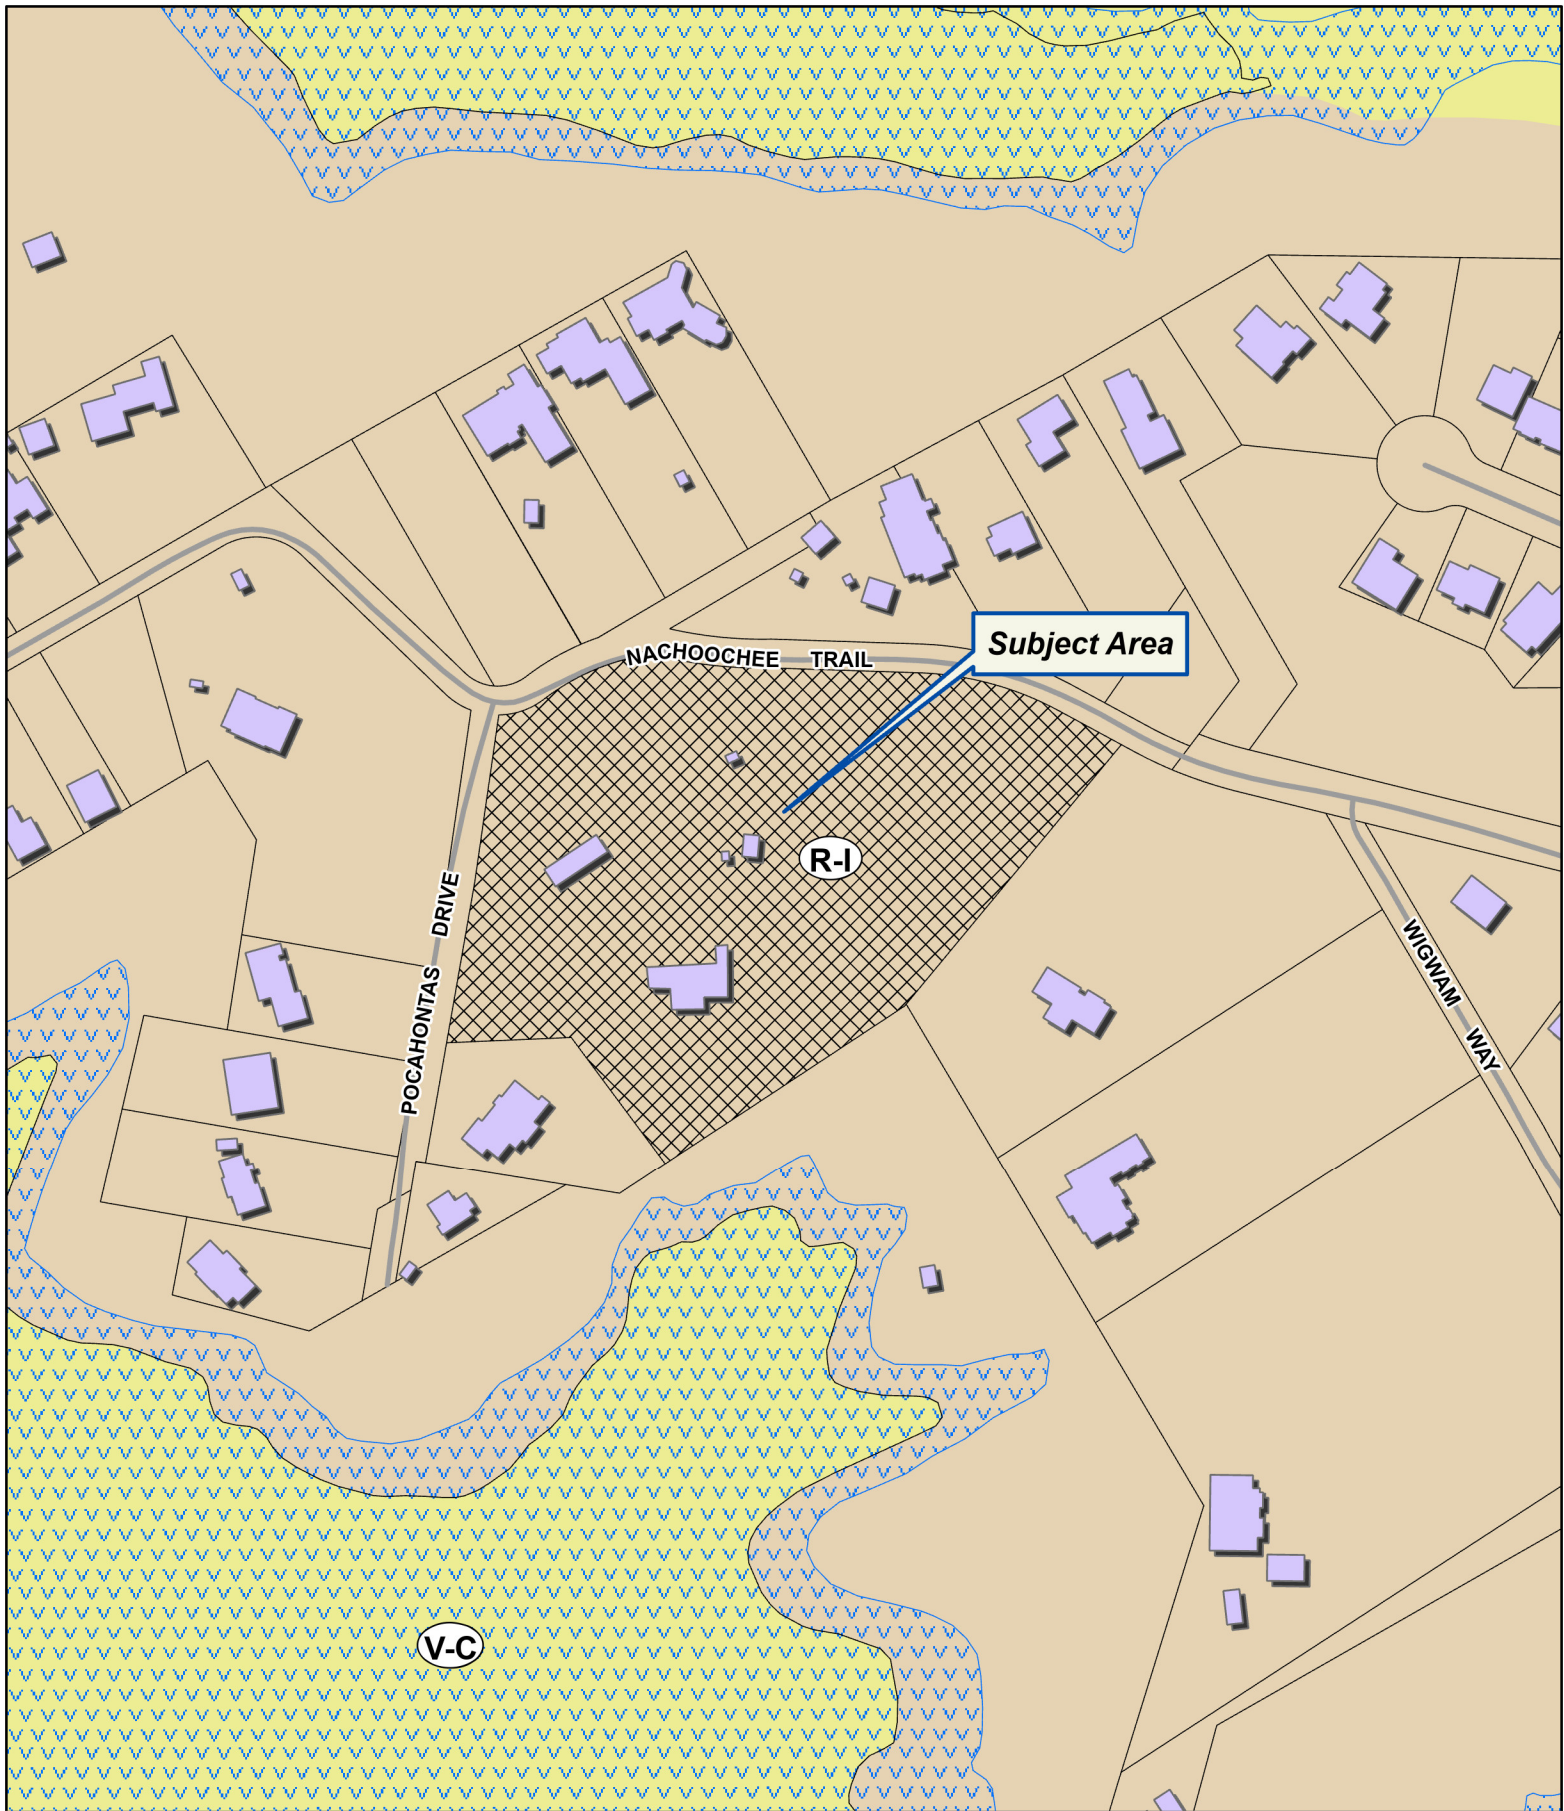 Subject Area
NACHOOCHEE TRAIL
R-I
POCAHONTAS DRIVE
WIGWAM WAY
V-C